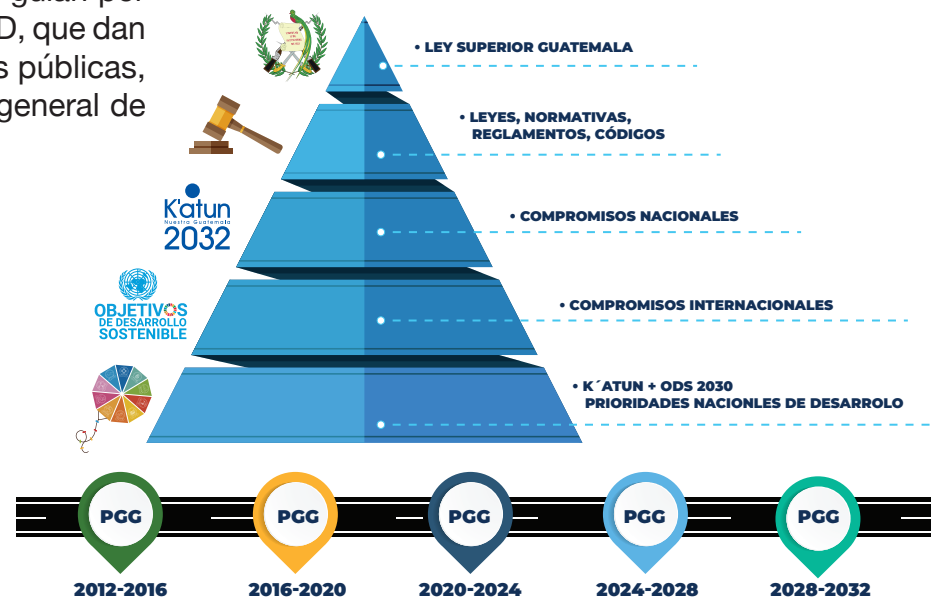 guían por
D, que dan
s públicas,
general de
• LEY SUPERIOR GUATEMALA
• LEYES, NORMATIVAS,
REGLAMENTOS, CÓDIGOS
K'atun
Nuestra Guatemala
2032
• COMPROMISOS NACIONALES
OBJETIVOS
DE DESARROLLO
SOSTENIBLE
• COMPROMISOS INTERNACIONALES
• K´ATUN + ODS 2030
PRIORIDADES NACIONLES DE DESARROLO
PGG
PGG
PGG
PGG
PGG
2012-2016
2016-2020
2020-2024
2024-2028
2028-2032